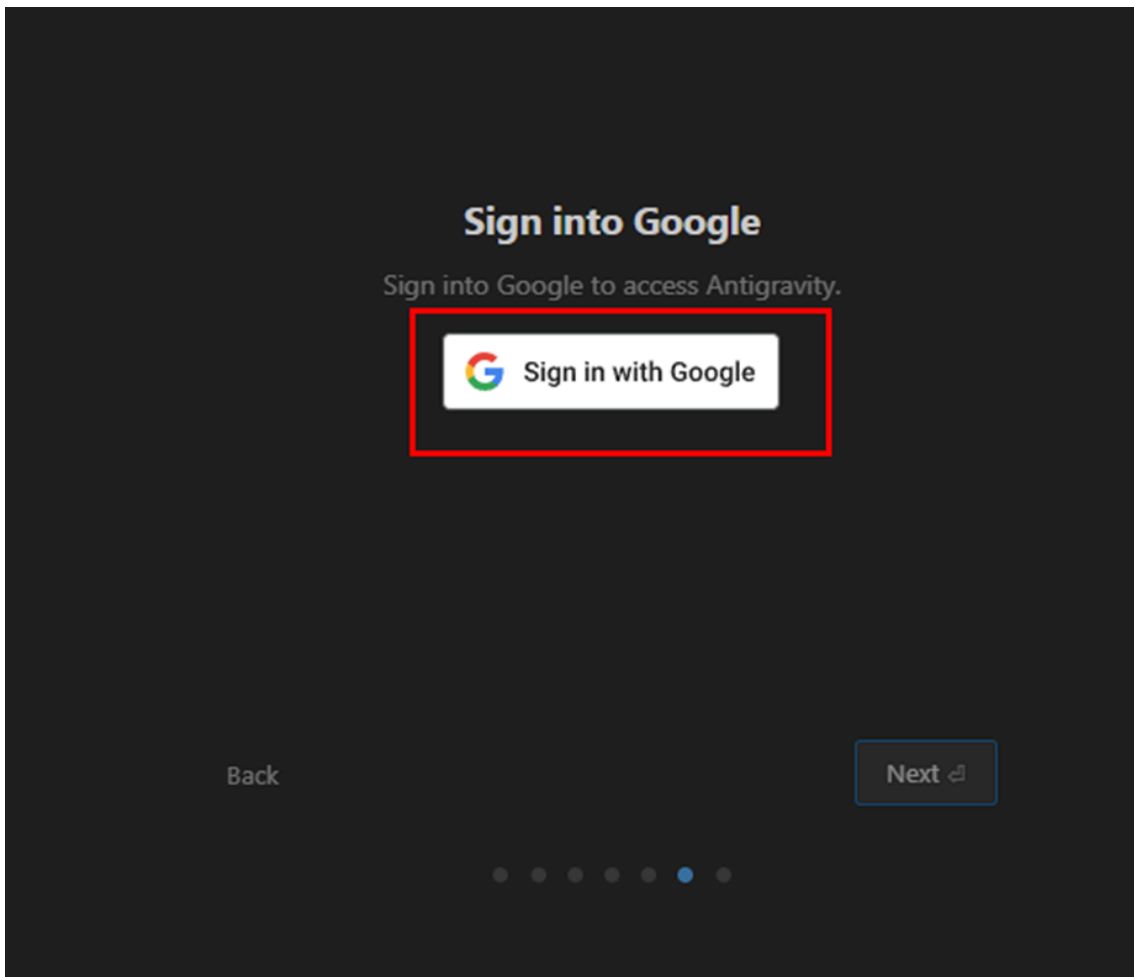 Sign into Google
Sign into Google to access Antigravity.
Sign in with Google
Back
Next ⏎